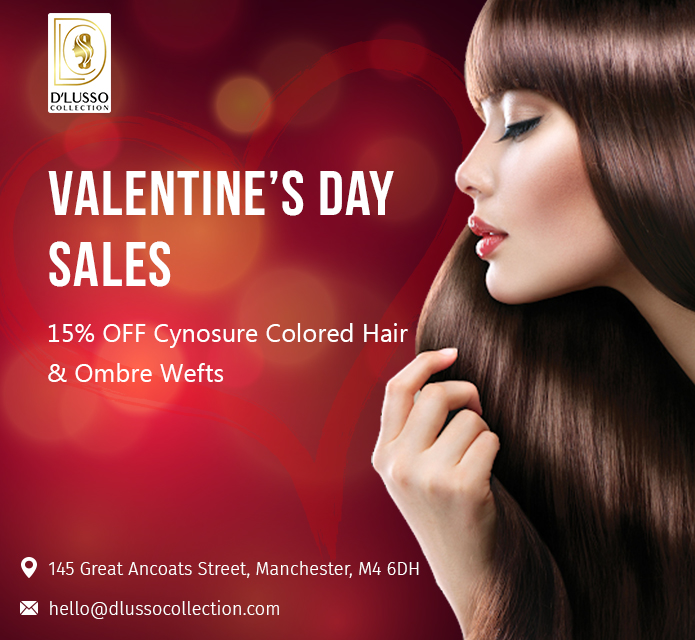 D'LUSSO
COLLECTION
VALENTINE'S DAY
SALES
15% OFF Cynosure Colored Hair
& Ombre Wefts
145 Great Ancoats Street, Manchester, M4 6DH
hello@dlussocollection.com